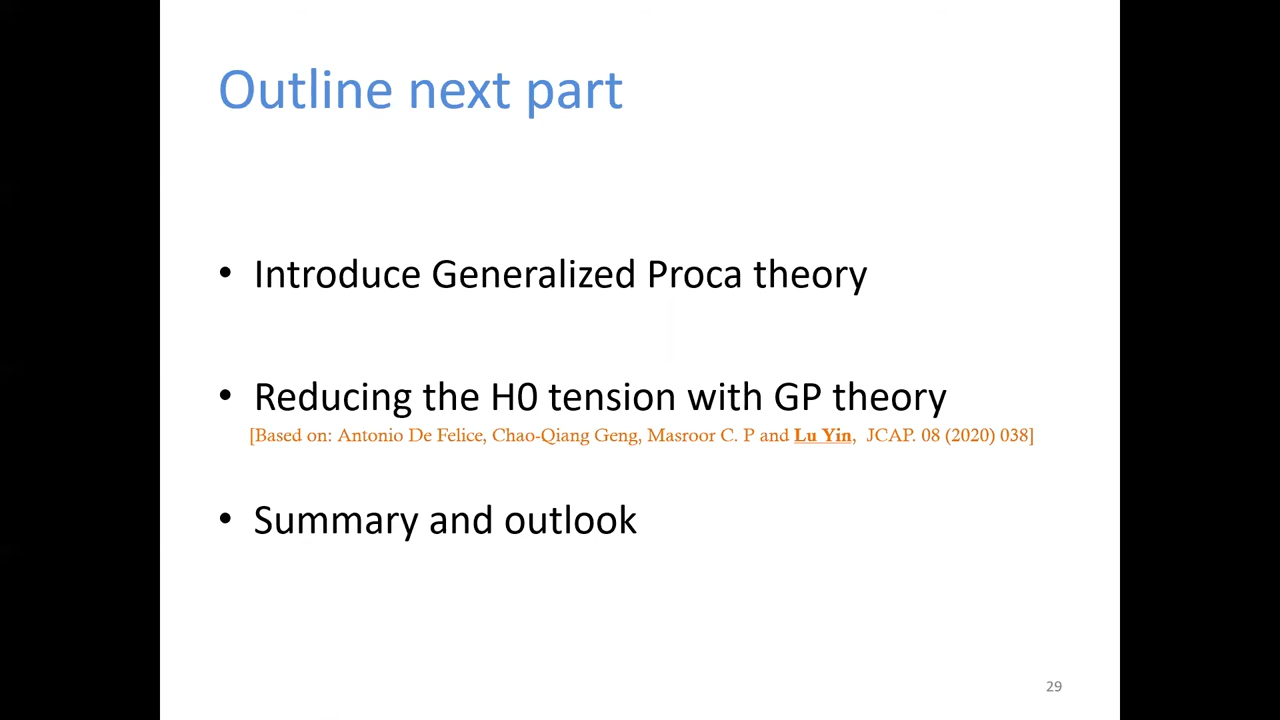 Outline next part
• Introduce Generalized Proca theory
• Reducing the H0 tension with GP theory
[Based on: Antonio De Felice, Chao-Qiang Geng, Masroor C. P and Lu Yin, JCAP. 08 (2020) 038]
• Summary and outlook
29